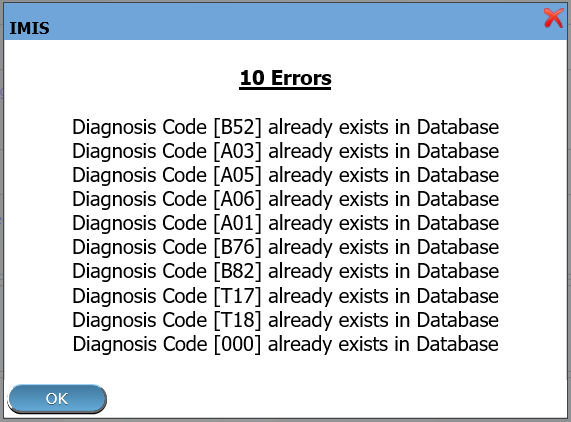 IMIS
10 Errors
Diagnosis Code [B52] already exists in Database
Diagnosis Code [A03] already exists in Database
Diagnosis Code [A05] already exists in Database
Diagnosis Code [A06] already exists in Database
Diagnosis Code [A01] already exists in Database
Diagnosis Code [B76] already exists in Database
Diagnosis Code [B82] already exists in Database
Diagnosis Code [T17] already exists in Database
Diagnosis Code [T18] already exists in Database
Diagnosis Code [000] already exists in Database
OK